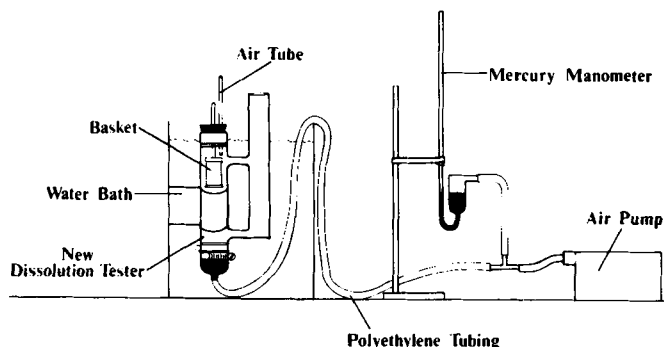 Air Tube
Mercury Manometer
Basket
Water Bath
Air Pump
New
Dissolution Tester
Polyethylene Tubing